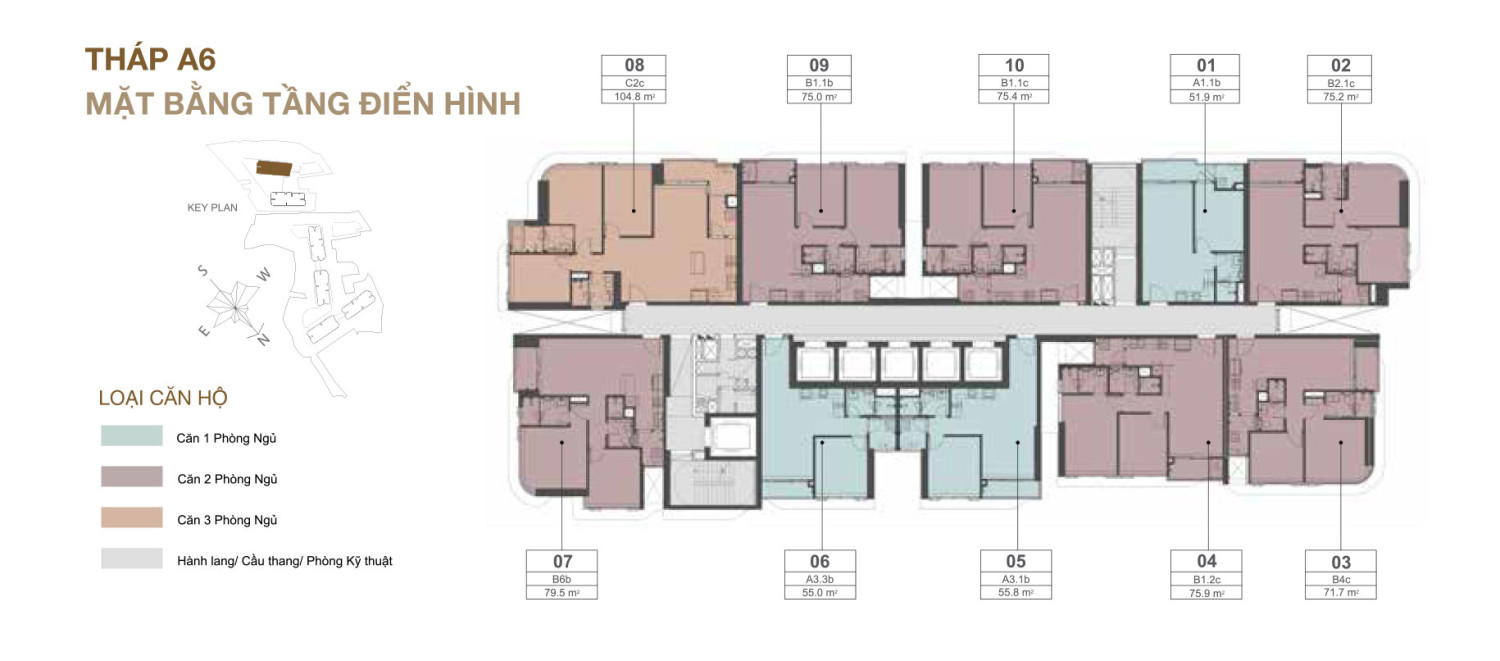 THÁP A6
MẶT BẰNG TẦNG ĐIỂN HÌNH
08
C2c
104.8 m²
09
B1.1b
75.0 m²
10
B1.1c
75.4 m²
01
A1.1b
51.9 m²
02
B2.1c
75.2 m²
KEY PLAN
S
W
E
N
LOẠI CĂN HỘ
Căn 1 Phòng Ngủ
Căn 2 Phòng Ngủ
Căn 3 Phòng Ngủ
Hành lang/ Cầu thang/ Phòng Kỹ thuật
07
B6b
79.5 m²
06
A3.3b
55.0 m²
05
A3.1b
55.8 m²
04
B1.2c
75.9 m²
03
B4c
71.7 m²